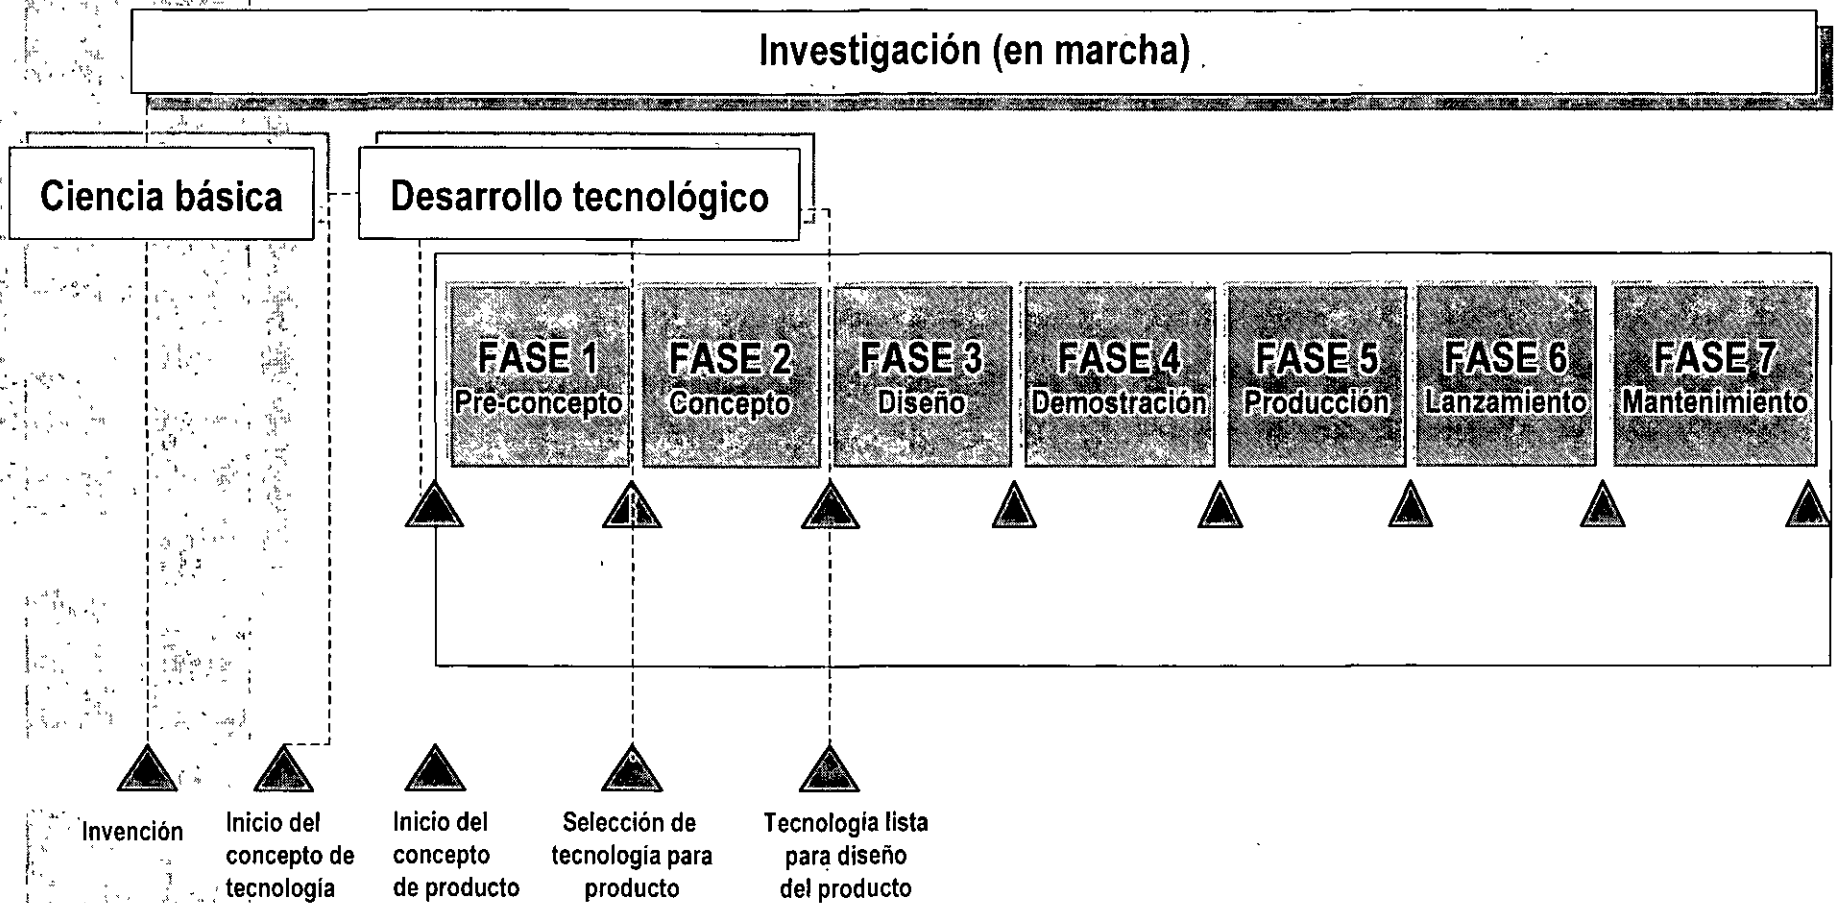 Investigación (en marcha)
Ciencia básica
Desarrollo tecnológico
FASE 1
Pre-concepto
FASE 2
Concepto
FASE 3
Diseño
FASE 4
Demostración
FASE 5
Producción
FASE 6
Lanzamiento
FASE 7
Mantenimiento
Invención
Inicio del
concepto de
tecnología
Inicio del
concepto
de producto
Selección de
tecnología para
producto
Tecnología lista
para diseño
del producto